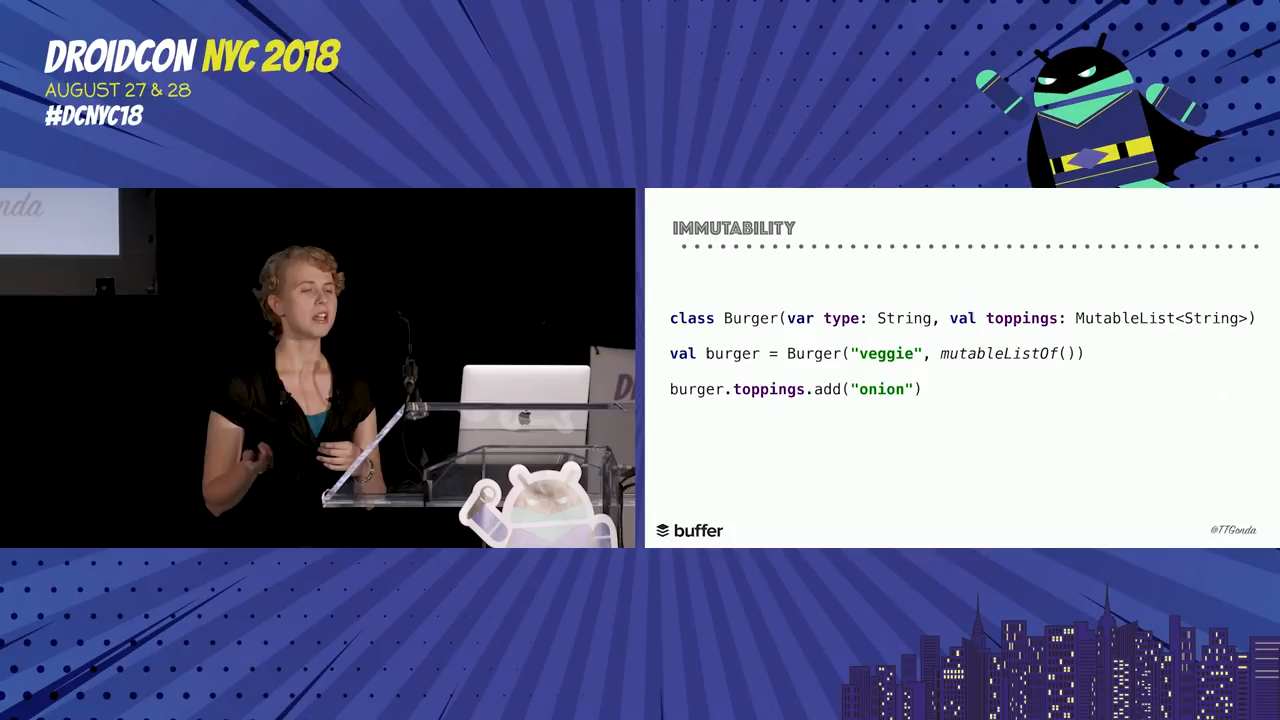 DROIDCON NYC 2018
AUGUST 27 & 28
#DCNYC18
nda
IMMUTABILITY
class Burger(var type: String, val toppings: MutableList<String>)
val burger = Burger("veggie", mutableListOf())
burger.toppings.add("onion")
buffer
@TTGonda